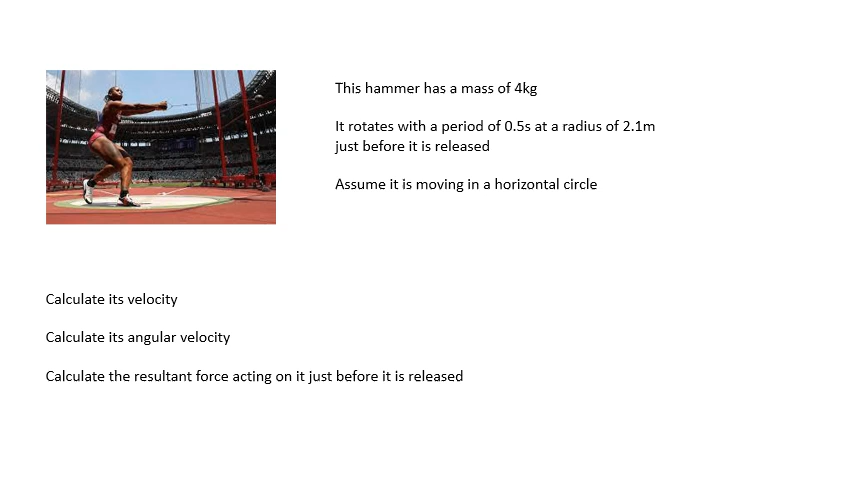 This hammer has a mass of 4kg
It rotates with a period of 0.5s at a radius of 2.1m
just before it is released
Assume it is moving in a horizontal circle
Calculate its velocity
Calculate its angular velocity
Calculate the resultant force acting on it just before it is released